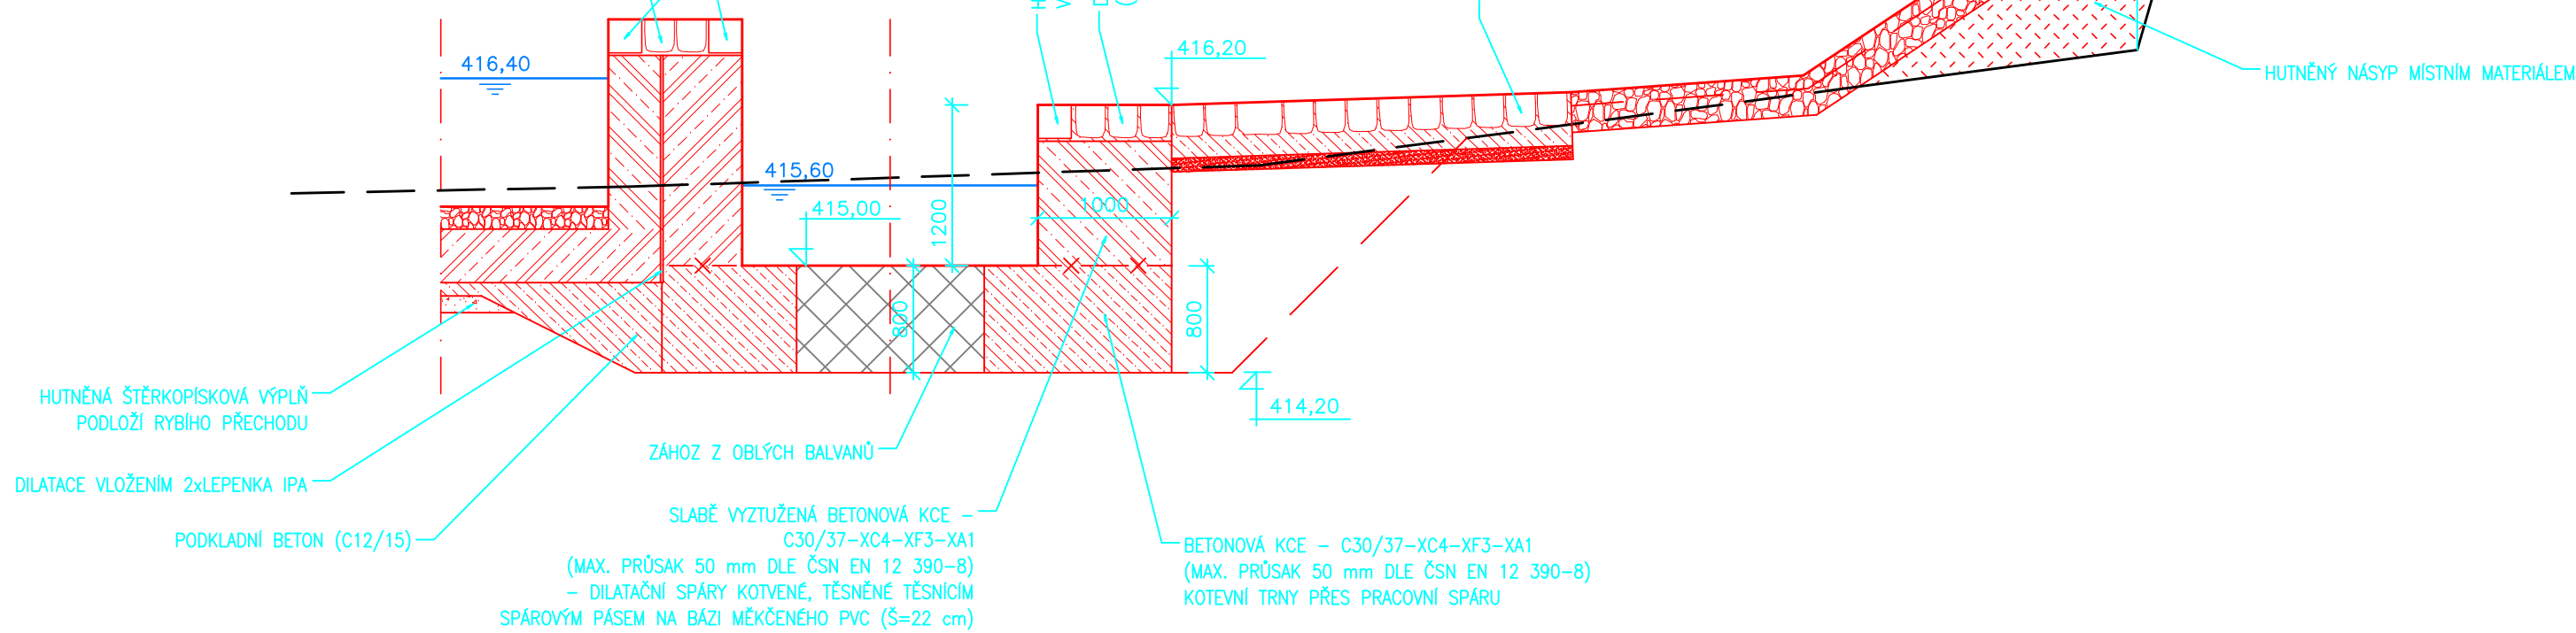 416,40
416,20
HUTNĚNÝ NÁSYP MÍSTNÍM MATERIÁLEM
415,60
415,00
1200
1000
800
800
414,20
HUTNĚNÁ ŠTĚRKOPÍSKOVÁ VÝPLŇ
PODLOŽÍ RYBÍHO PŘECHODU
DILATACE VLOŽENÍM 2xLEPENKA IPA
PODKLADNÍ BETON (C12/15)
ZÁHOZ Z OBLÝCH BALVANŮ
SLABĚ VYZTUŽENÁ BETONOVÁ KCE –
C30/37-XC4-XF3-XA1
(MAX. PRŮSAK 50 mm DLE ČSN EN 12 390-8)
– DILATAČNÍ SPÁRY KOTVENÉ, TĚSNĚNÉ TĚSNÍCÍM
SPÁROVÝM PÁSEM NA BÁZI MĚKČENÉHO PVC (Š=22 cm)
BETONOVÁ KCE – C30/37-XC4-XF3-XA1
(MAX. PRŮSAK 50 mm DLE ČSN EN 12 390-8)
KOTEVNÍ TRNY PŘES PRACOVNÍ SPÁRU